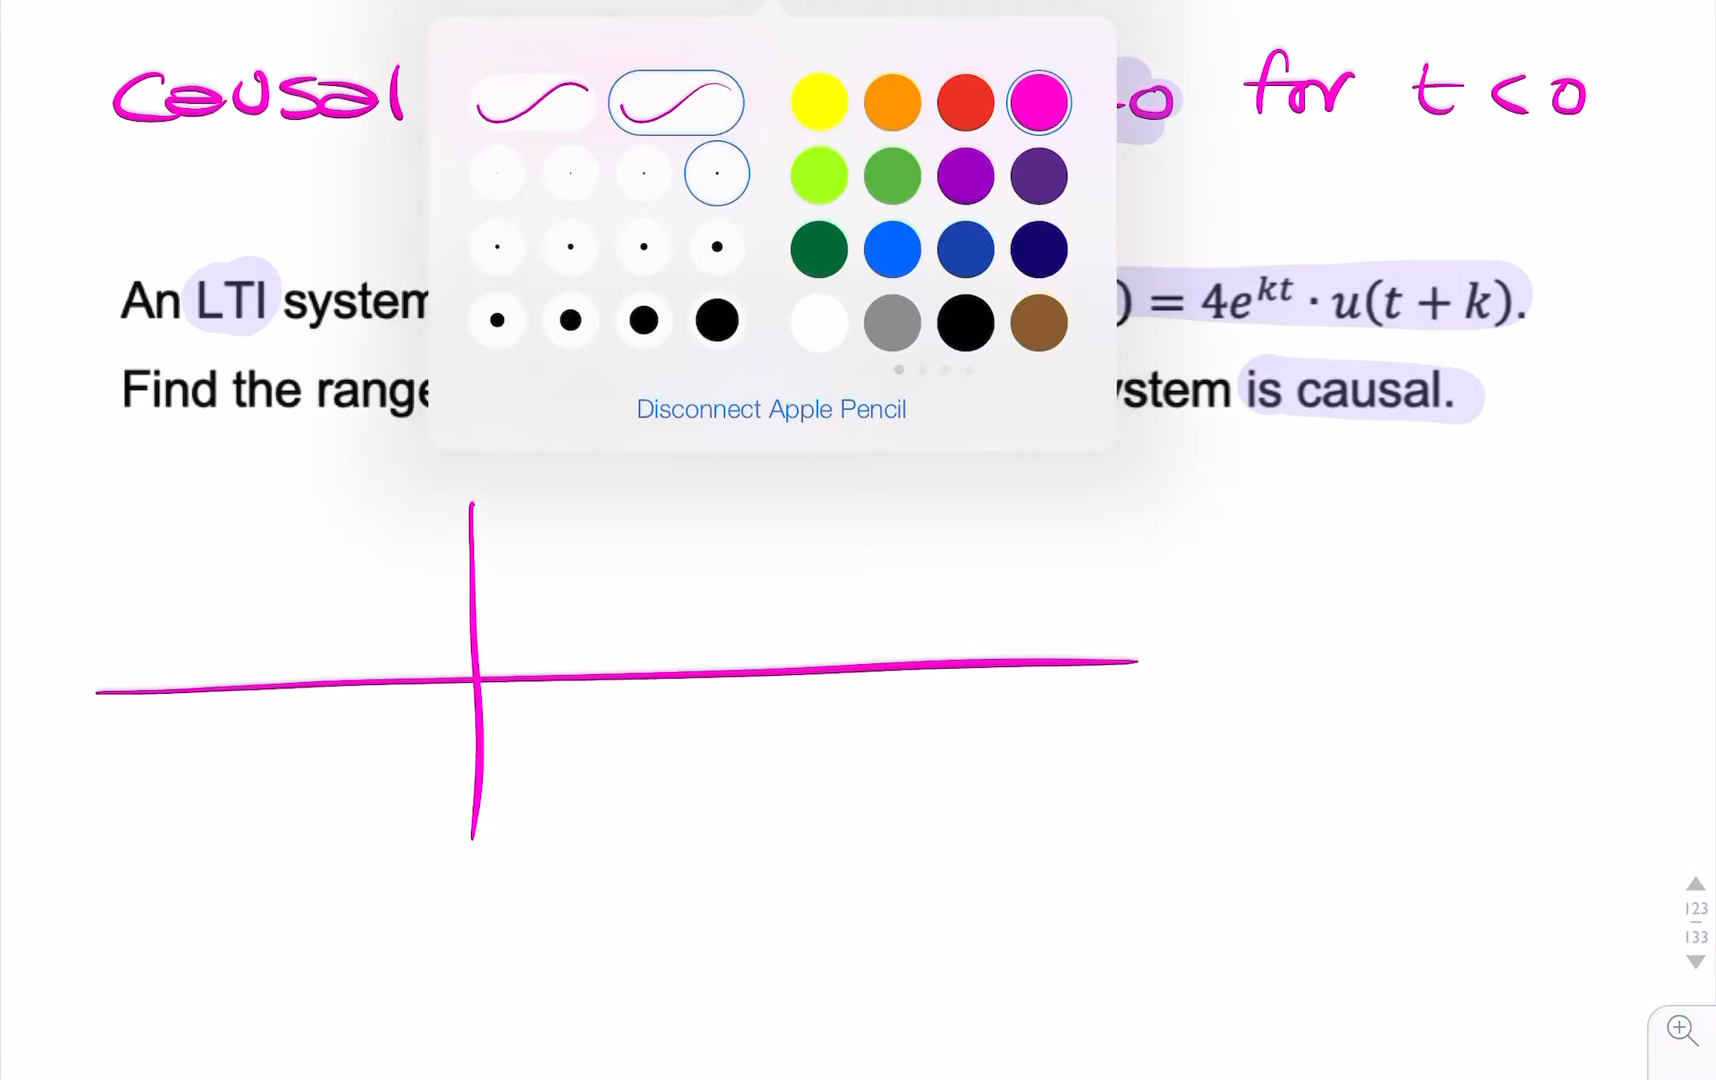 causal 0 for t < 0
An LTI system ) = 4e^{kt} · u(t + k).
Find the range stem is causal.
Disconnect Apple Pencil
123
133